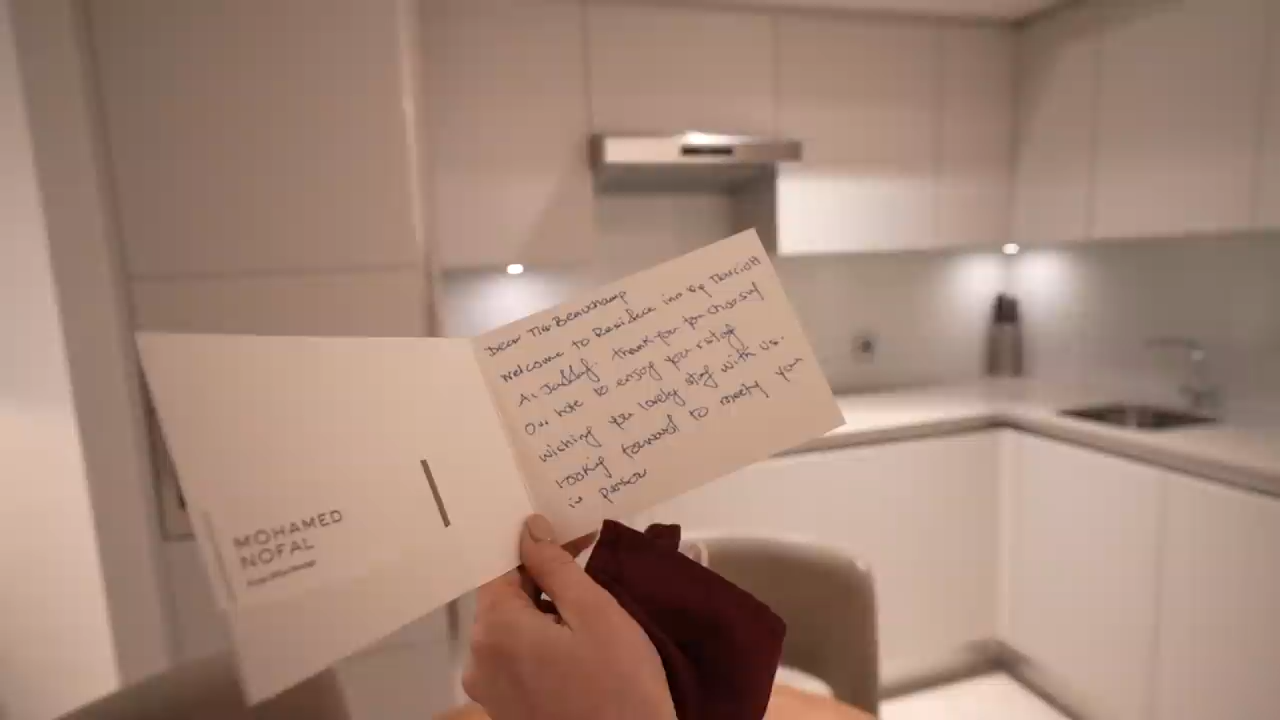 MOHAMED
NOFAL
Dear Beauchamp
Welcome to Residence inn by Marriott
Al Jaddaf. thank you for choosing
Our hotel to enjoy your
wishing you lovely stay with us.
looking forward to meeting you
in person